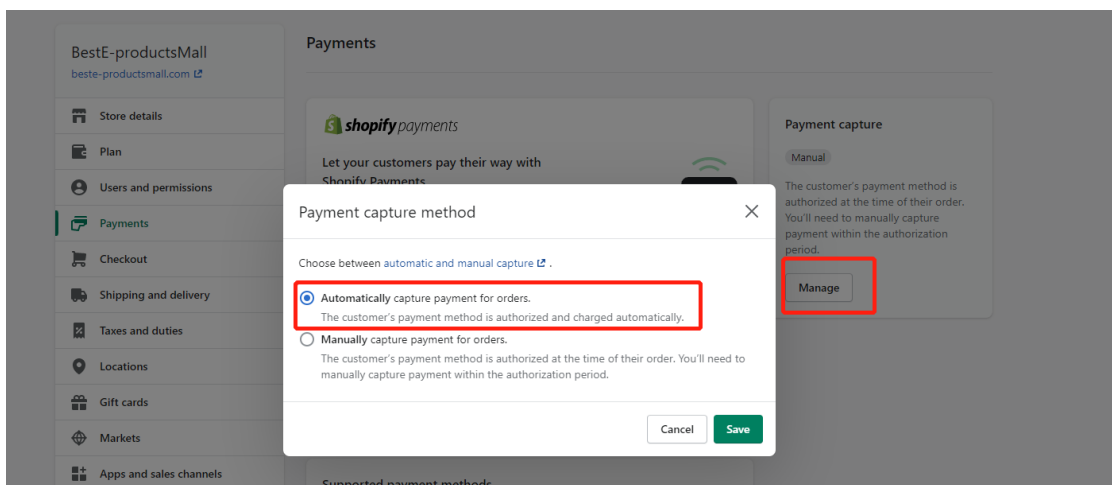 BestE-productsMall
beste-productsmall.com
Store details
Plan
Users and permissions
Payments
Checkout
Shipping and delivery
Taxes and duties
Locations
Gift cards
Markets
Apps and sales channels
Payments
shopify payments
Let your customers pay their way with
Shopify Payments
Payment capture method
Choose between automatic and manual capture .
Automatically capture payment for orders.
The customer's payment method is authorized and charged automatically.
Manually capture payment for orders.
The customer's payment method is authorized at the time of their order. You'll need to
manually capture payment within the authorization period.
Cancel
Save
Supported payment methods
Payment capture
Manual
The customer's payment method is
authorized at the time of their order.
You'll need to manually capture
payment within the authorization
period.
Manage